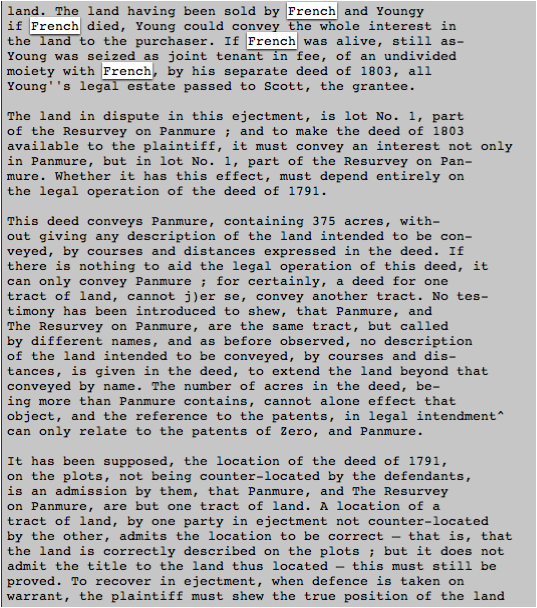 land. The land having been sold by French and Youngy
if French died, Young could convey the whole interest in
the land to the purchaser. If French was alive, still as-
Young was seized as joint tenant in fee, of an undivided
moiety with French, by his separate deed of 1803, all
Young''s legal estate passed to Scott, the grantee.

The land in dispute in this ejectment, is lot No. 1, part
of the Resurvey on Panmure ; and to make the deed of 1803
available to the plaintiff, it must convey an interest not only
in Panmure, but in lot No. 1, part of the Resurvey on Pan-
mure. Whether it has this effect, must depend entirely on
the legal operation of the deed of 1791.

This deed conveys Panmure, containing 375 acres, with-
out giving any description of the land intended to be con-
veyed, by courses and distances expressed in the deed. If
there is nothing to aid the legal operation of this deed, it
can only convey Panmure ; for certainly, a deed for one
tract of land, cannot j)er se, convey another tract. No tes-
timony has been introduced to shew, that Panmure, and
The Resurvey on Panmure, are the same tract, but called
by different names, and as before observed, no description
of the land intended to be conveyed, by courses and dis-
tances, is given in the deed, to extend the land beyond that
conveyed by name. The number of acres in the deed, be-
ing more than Panmure contains, cannot alone effect that
object, and the reference to the patents, in legal intendment^
can only relate to the patents of Zero, and Panmure.

It has been supposed, the location of the deed of 1791,
on the plots, not being counter-located by the defendants,
is an admission by them, that Panmure, and The Resurvey
on Panmure, are but one tract of land. A location of a
tract of land, by one party in ejectment not counter-located
by the other, admits the location to be correct — that is, that
the land is correctly described on the plots ; but it does not
admit the title to the land thus located — this must still be
proved. To recover in ejectment, when defence is taken on
warrant, the plaintiff must shew the true position of the land